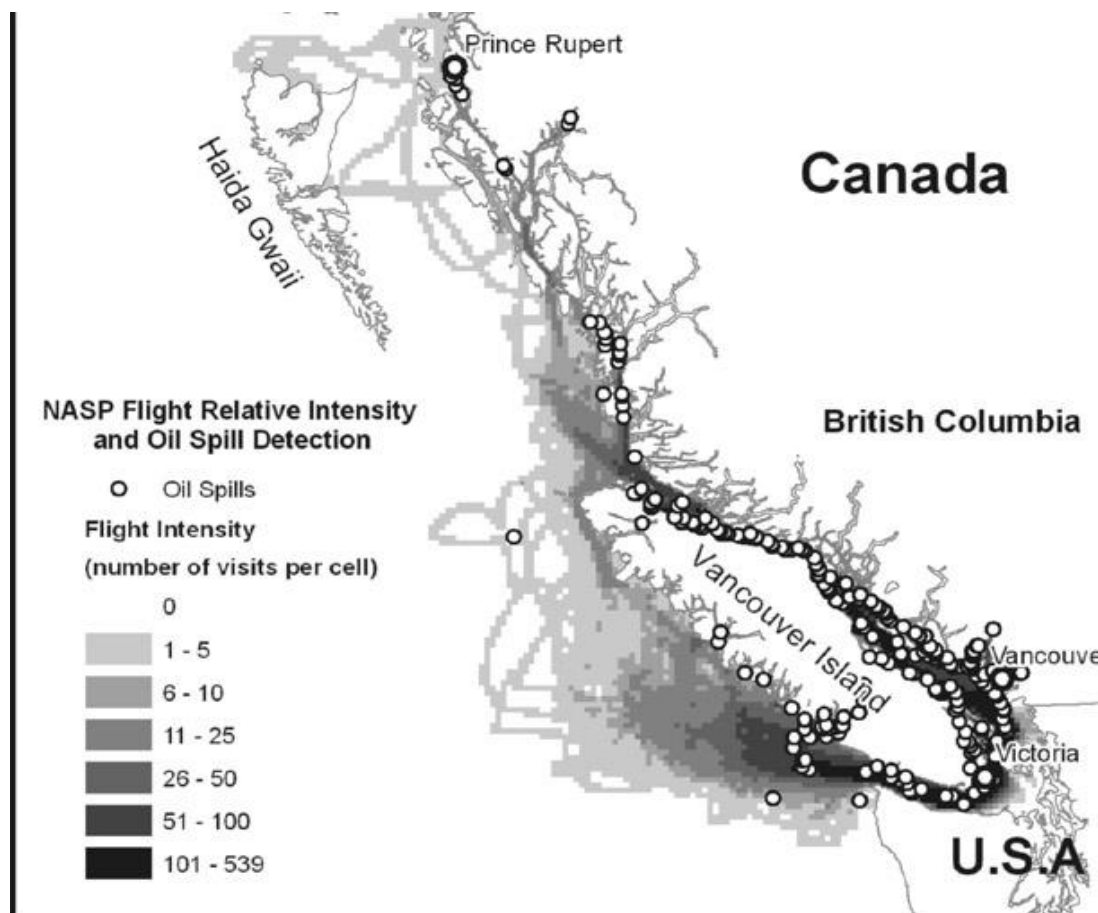 Prince Rupert
Haida Gwaii
Canada
NASP Flight Relative Intensity
and Oil Spill Detection
British Columbia
Oil Spills
Flight Intensity
(number of visits per cell)
0
1 - 5
6 - 10
11 - 25
26 - 50
51 - 100
101 - 539
Vancouver Island
Vancouve
Victoria
U.S.A